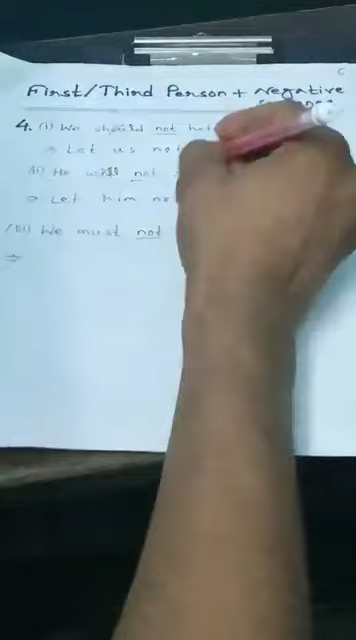 First/Third Person + Negative
4. (i) We should not
⇒ Let us not
(ii) He will not
⇒ Let him
(iii) We must not
⇒